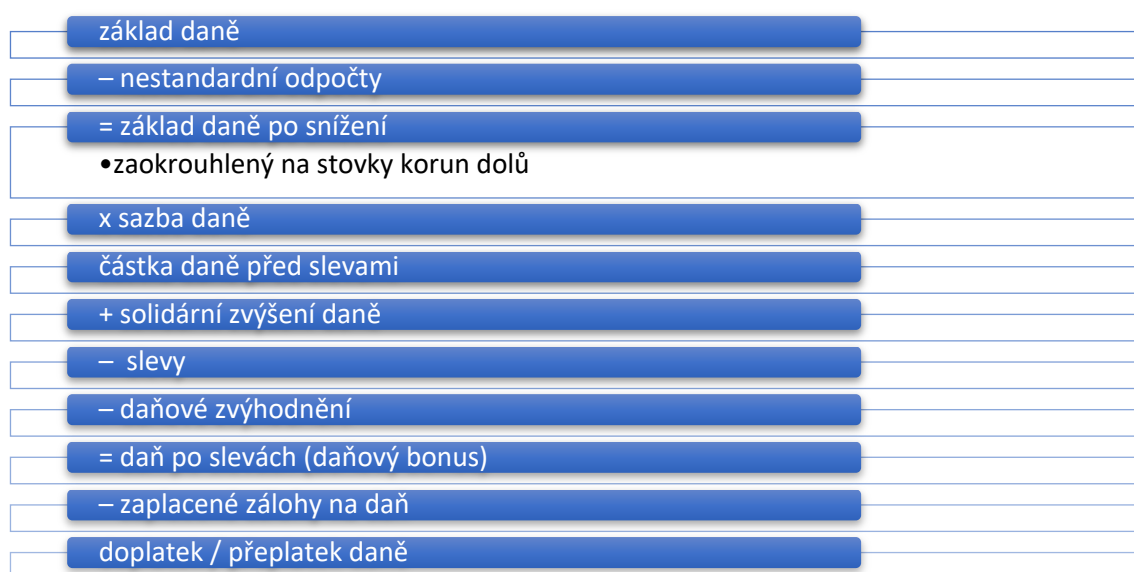 základ daně
– nestandardní odpočty
= základ daně po snížení
•zaokrouhlený na stovky korun dolů
x sazba daně
částka daně před slevami
+ solidární zvýšení daně
– slevy
– daňové zvýhodnění
= daň po slevách (daňový bonus)
– zaplacené zálohy na daň
doplatek / přeplatek daně